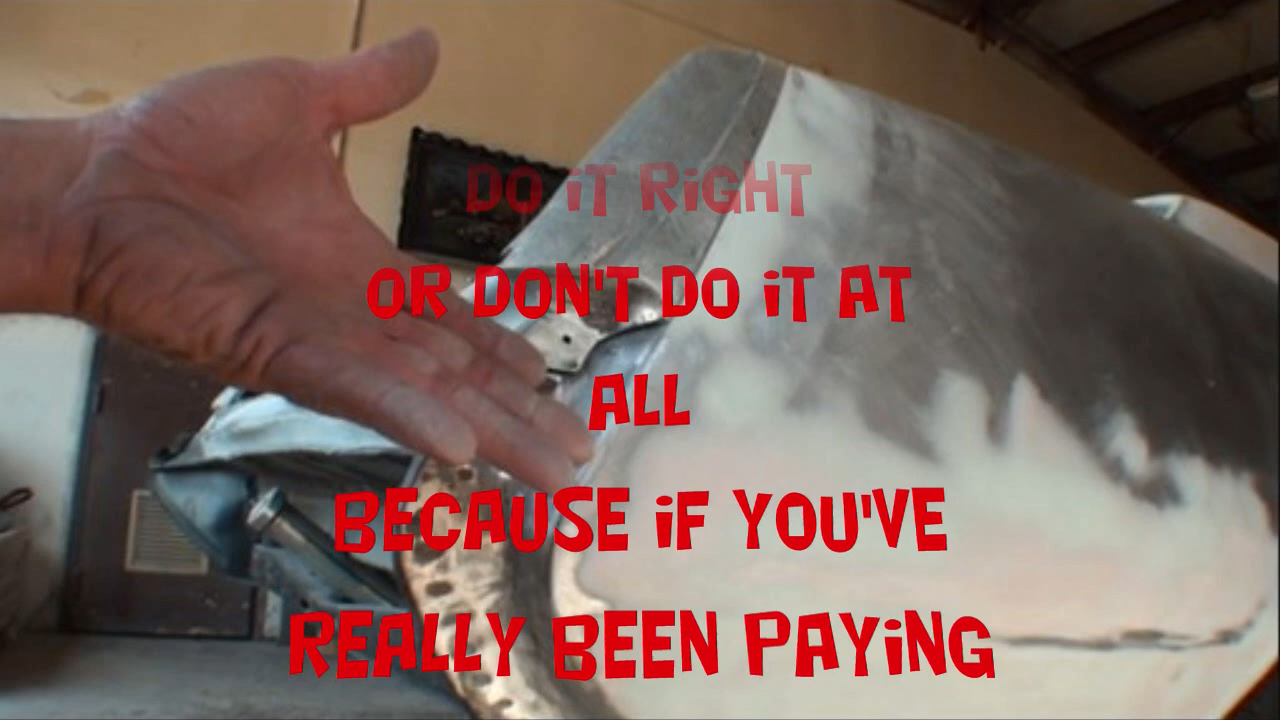 DO iT RiGHT
OR DON'T DO iT AT
ALL
BECAUSE iF YOU'VE
REALLY BEEN PAYiNG